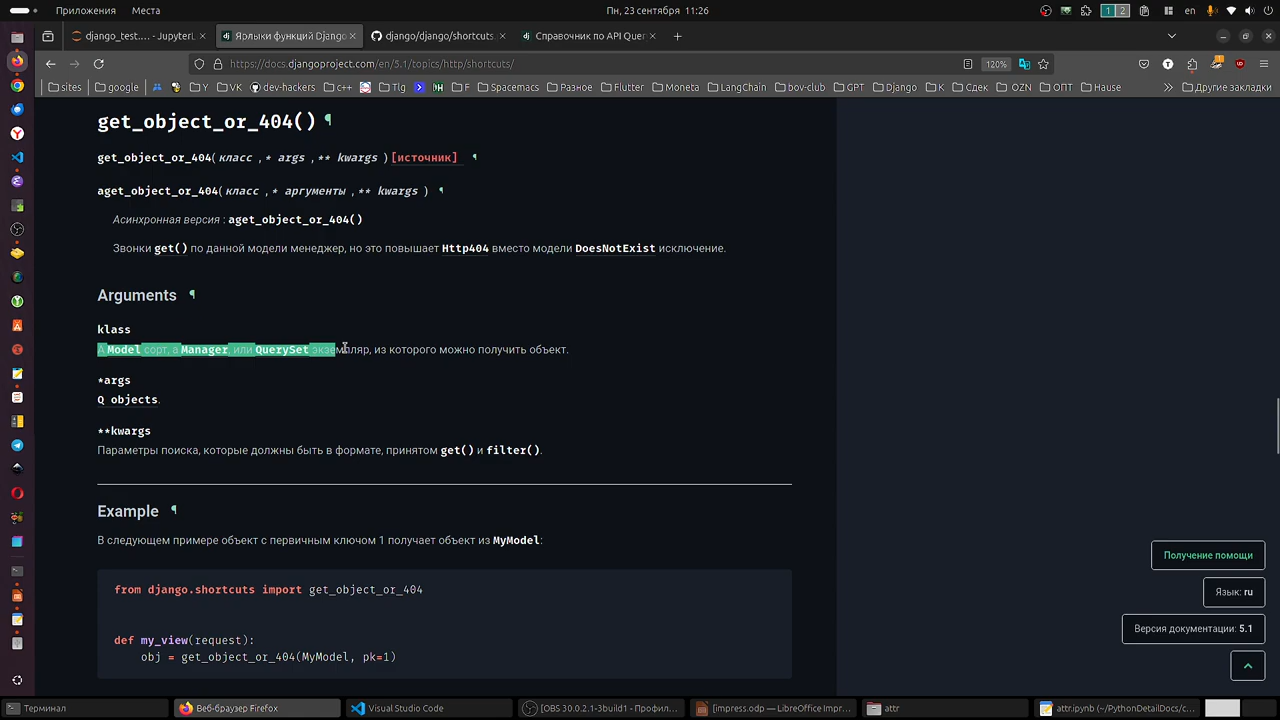 Приложения Места Пн, 23 сентября 11:26 1 2 en
django_test.... - JupyterL Ярлыки функций Django django/django/shortcuts. Справочник по API Quer
https://docs.djangoproject.com/en/5.1/topics/http/shortcuts/ 120%
sites google Y VK dev-hackers c++ Tlg F Spacemacs Разное Flutter Moneta LangChain bov-club GPT Django K Сдек OZN ОПТ Hause Другие закладки
get_object_or_404() ¶
get_object_or_404(класс ,* args ,** kwargs )[источник] ¶
aget_object_or_404(класс ,* аргументы ,** kwargs ) ¶
Асинхронная версия : aget_object_or_404()
Звонки get() по данной модели менеджер, но это повышает Http404 вместо модели DoesNotExist исключение.
Arguments ¶
klass
A Model сорт, a Manager, или QuerySet экземпляр, из которого можно получить объект.
*args
Q objects.
**kwargs
Параметры поиска, которые должны быть в формате, принятом get() и filter().
Example ¶
В следующем примере объект с первичным ключом 1 получает объект из MyModel:
from django.shortcuts import get_object_or_404
def my_view(request):
obj = get_object_or_404(MyModel, pk=1)
Получение помощи
Язык: ru
Версия документации: 5.1
Терминал Веб-браузер Firefox Visual Studio Code [OBS 30.0.2.1-3build1 - Профил... [impress.odp — LibreOffice Impr... attr attr.ipynb (~/PythonDetailDocs/c...